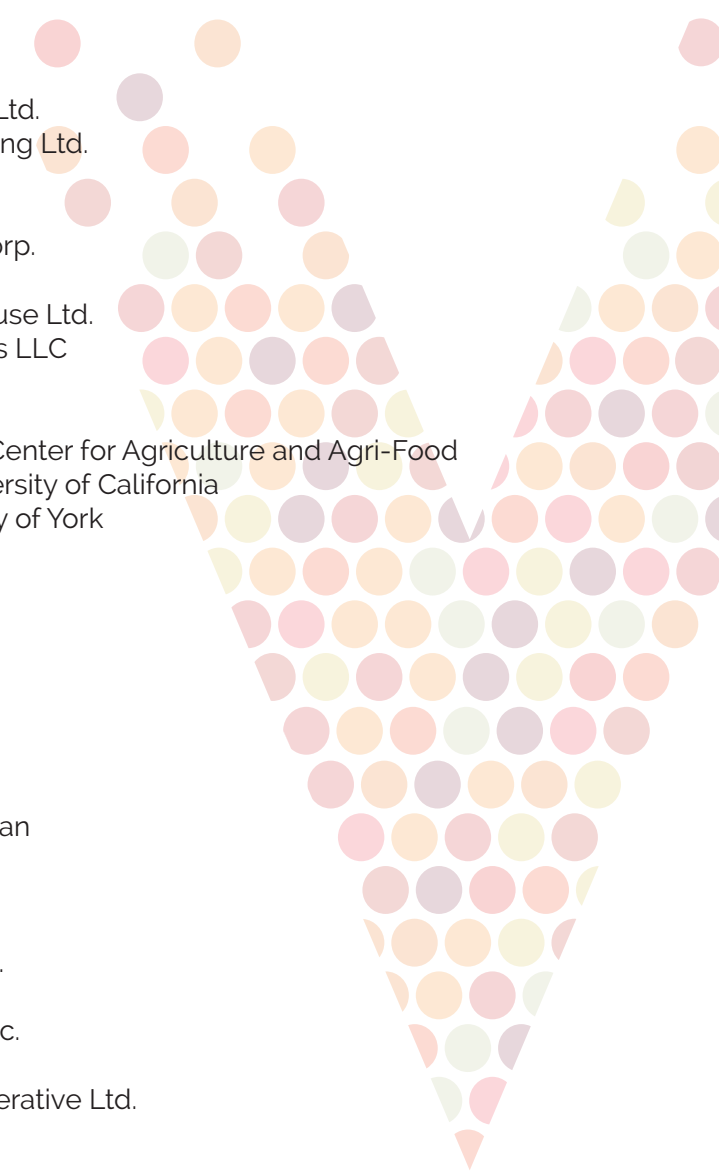 Ltd.
ng Ltd.
orp.
use Ltd.
s LLC
Center for Agriculture and Agri-Food
ersity of California
y of York
an
.
c.
erative Ltd.